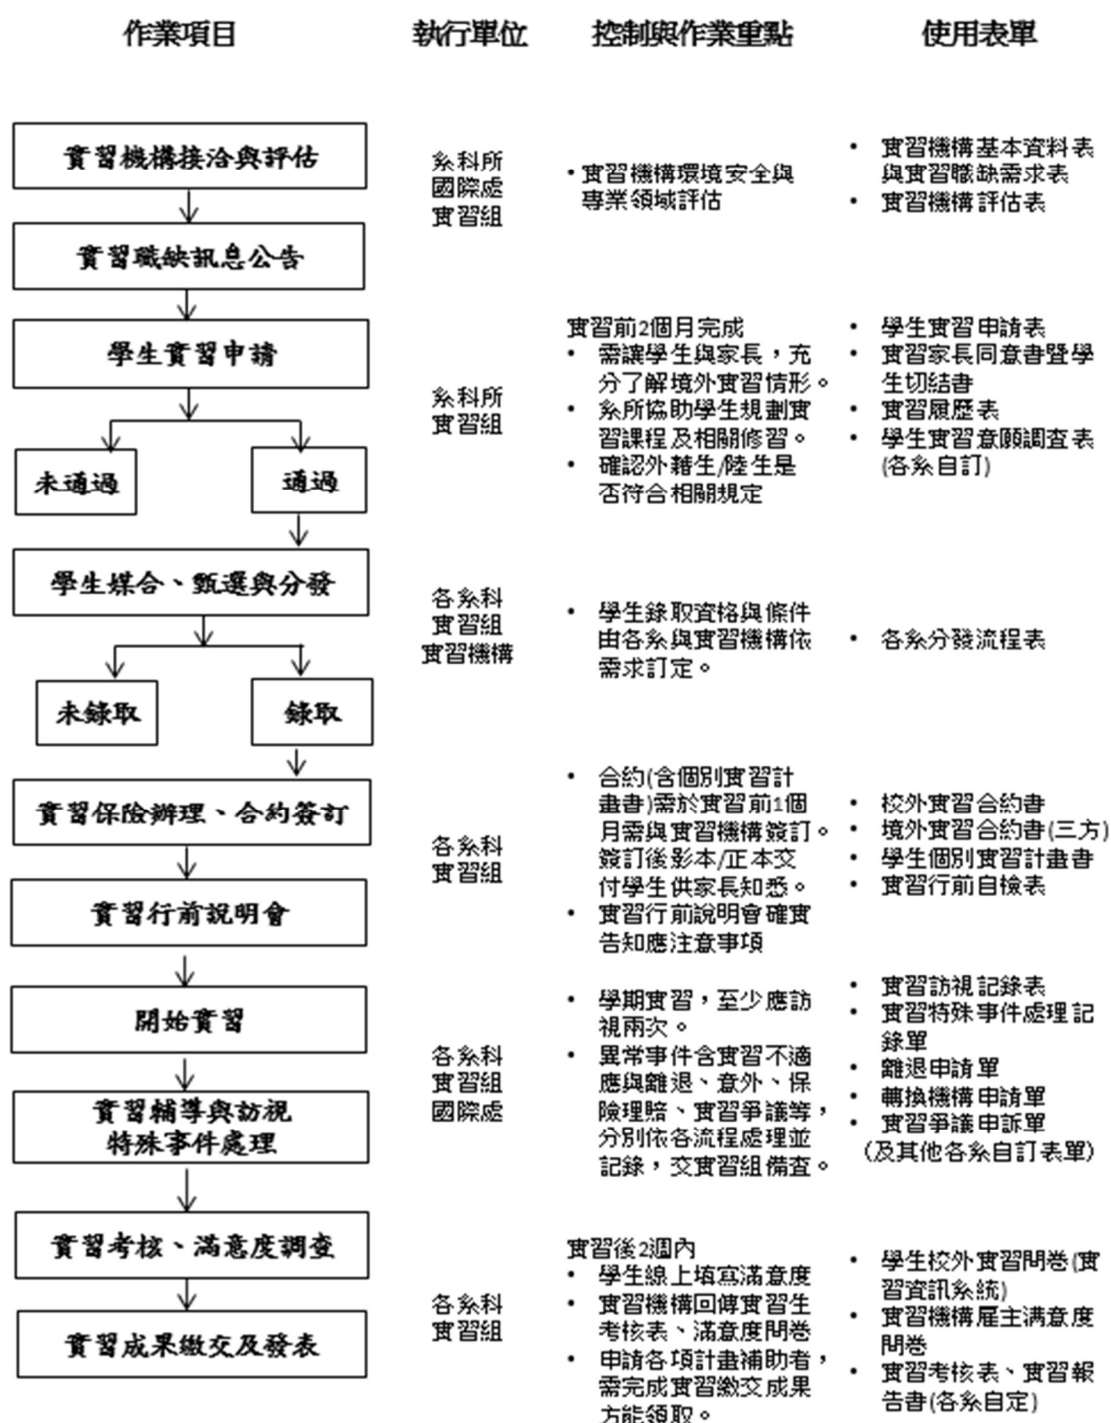 作業項目
執行單位
控制與作業重點
使用表單
實習機構接洽與評估
實習職缺訊息公告
系科所
國際處
實習組
•實習機構環境安全與
專業領域評估
• 實習機構基本資料表
與實習職缺需求表
• 實習機構評估表
學生實習申請
未通過
通過
系科所
實習組
實習前2個月完成
• 需讓學生與家長，充
分了解境外實習情形。
• 系所協助學生規劃實
習課程及相關修習。
• 確認外籍生/陸生是
否符合相關規定
• 學生實習申請表
• 實習家長同意書暨學
生切結書
• 實習履歷表
• 學生實習意願調查表
(各系自訂)
學生媒合、甄選與分發
未錄取
錄取
各系科
實習組
實習機構
• 學生錄取資格與條件
由各系與實習機構依
需求訂定。
• 各系分發流程表
實習保險辦理、合約簽訂
實習行前說明會
各系科
實習組
• 合約(含個別實習計
畫書)需於實習前1個
月需與實習機構簽訂。
簽訂後影本/正本交
付學生供家長知悉。
• 實習行前說明會確實
告知應注意事項
• 校外實習合約書
• 境外實習合約書(三方)
• 學生個別實習計畫書
• 實習行前自檢表
開始實習
實習輔導與訪視
特殊事件處理
各系科
實習組
國際處
• 學期實習，至少應訪
視兩次。
• 異常事件含實習不適
應與離退、意外、保
險理賠、實習爭議等，
分別依各流程處理並
記錄，交實習組備查。
• 實習訪視記錄表
• 實習特殊事件處理記
錄單
• 離退申請單
• 轉換機構申請單
• 實習爭議申訴單
(及其他各系自訂表單)
實習考核、滿意度調查
實習成果繳交及發表
各系科
實習組
實習後2週內
• 學生線上填寫滿意度
• 實習機構回傳實習生
考核表、滿意度問卷
• 申請各項計畫補助者，
需完成實習繳交成果
方能領取。
• 學生校外實習問卷(實
習資訊系統)
• 實習機構雇主滿意度
問卷
• 實習考核表、實習報
告書(各系自定)